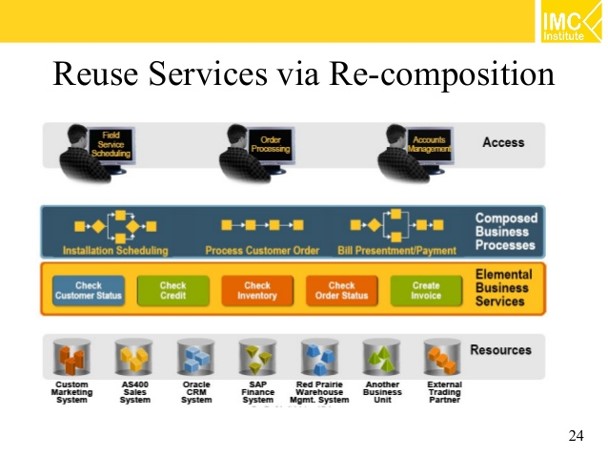 IMC
Institute
Reuse Services via Re-composition
Field
Service
Scheduling
Order
Processing
Accounts
Management
Access
Installation Scheduling
Process Customer Order
Bill Presentment/Payment
Composed
Business
Processes
Check
Customer Status
Check
Credit
Check
Inventory
Check
Order Status
Create
Invoice
Elemental
Business
Services
Resources
Custom
Marketing
System
AS400
Sales
System
Oracle
CRM
System
SAP
Finance
System
Red Prairie
Warehouse
Mgmt. System
Another
Business
Unit
External
Trading
Partner
24